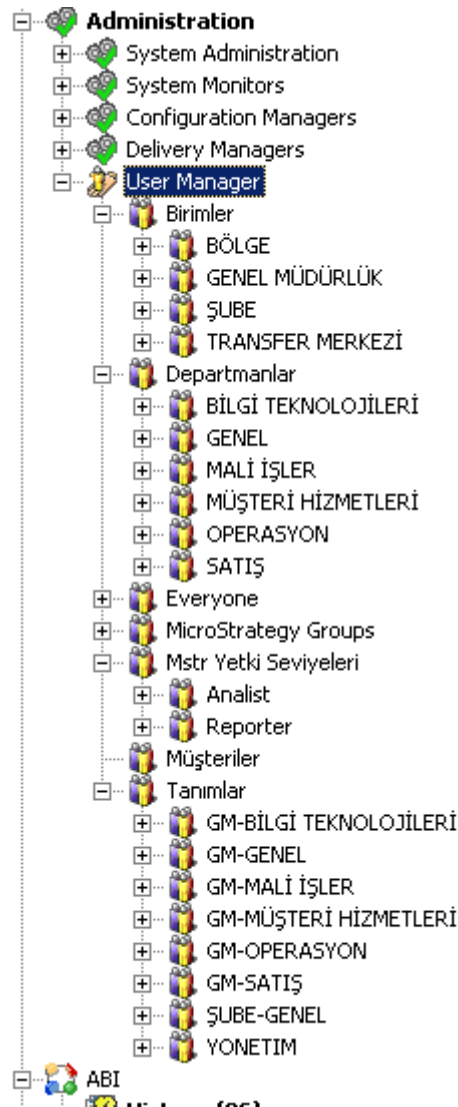 Administration
System Administration
System Monitors
Configuration Managers
Delivery Managers
User Manager
Birimler
BÖLGE
GENEL MÜDÜRLÜK
ŞUBE
TRANSFER MERKEZİ
Departmanlar
BİLGİ TEKNOLOJİLERİ
GENEL
MALİ İŞLER
MÜŞTERİ HİZMETLERİ
OPERASYON
SATIŞ
Everyone
MicroStrategy Groups
Mstr Yetki Seviyeleri
Analist
Reporter
Müşteriler
Tanımlar
GM-BİLGİ TEKNOLOJİLERİ
GM-GENEL
GM-MALİ İŞLER
GM-MÜŞTERİ HİZMETLERİ
GM-OPERASYON
GM-SATIŞ
ŞUBE-GENEL
YONETIM
ABI